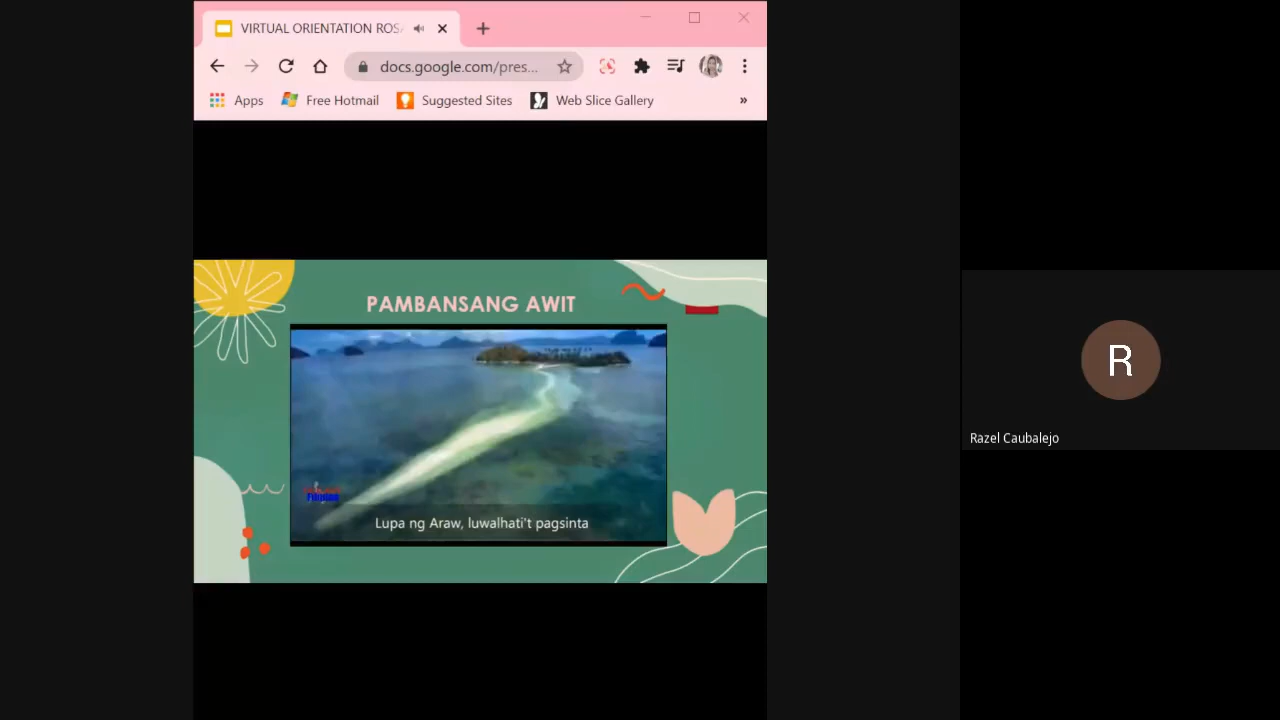 VIRTUAL ORIENTATION ROS
docs.google.com/pres...
Apps
Free Hotmail
Suggested Sites
Web Slice Gallery
»
PAMBANSANG AWIT
Filipino
Lupa ng Araw, luwalhati't pagsinta
R
Razel Caubalejo